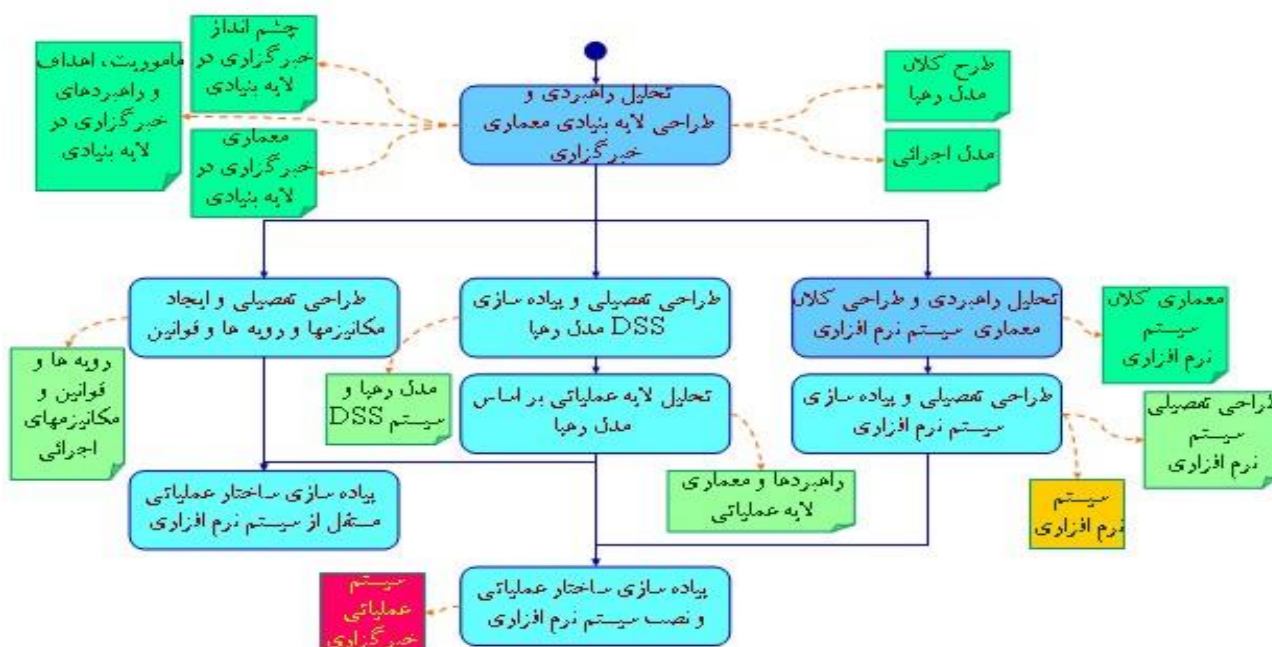 چشم انداز
خبرگزاری در
لایه بنیادی
ماموریت، اهداف
و راهبردهای
خبرگزاری در
لایه بنیادی
معماری
خبرگزاری در
لایه بنیادی
تحلیل راهبردی و
طراحی لایه بنیادی معماری
خبرگزاری
طرح کلان
مدل رهبا
مدل اجرائی
طراحی تفصیلی و ایجاد
مکانیزمها و رویه ها و قوانین
طراحی تفصیلی و پیاده سازی
DSS مدل رهبا
تحلیل راهبردی و طراحی کلان
معماری سیستم نرم افزاری
معماری کلان
سیستم
نرم افزاری
رویه ها و
قوانین و
مکانیزمهای
اجرائی
مدل رهبا و
سیستم DSS
تحلیل لایه عملیاتی بر اساس
مدل رهبا
طراحی تفصیلی و پیاده سازی
سیستم نرم افزاری
طراحی تفصیلی
سیستم
نرم افزاری
پیاده سازی ساختار عملیاتی
مستقل از سیستم نرم افزاری
راهبردها و معماری
لایه عملیاتی
سیستم
نرم افزاری
سیستم
عملیاتی
خبرگزاری
پیاده سازی ساختار عملیاتی
و نصب سیستم نرم افزاری